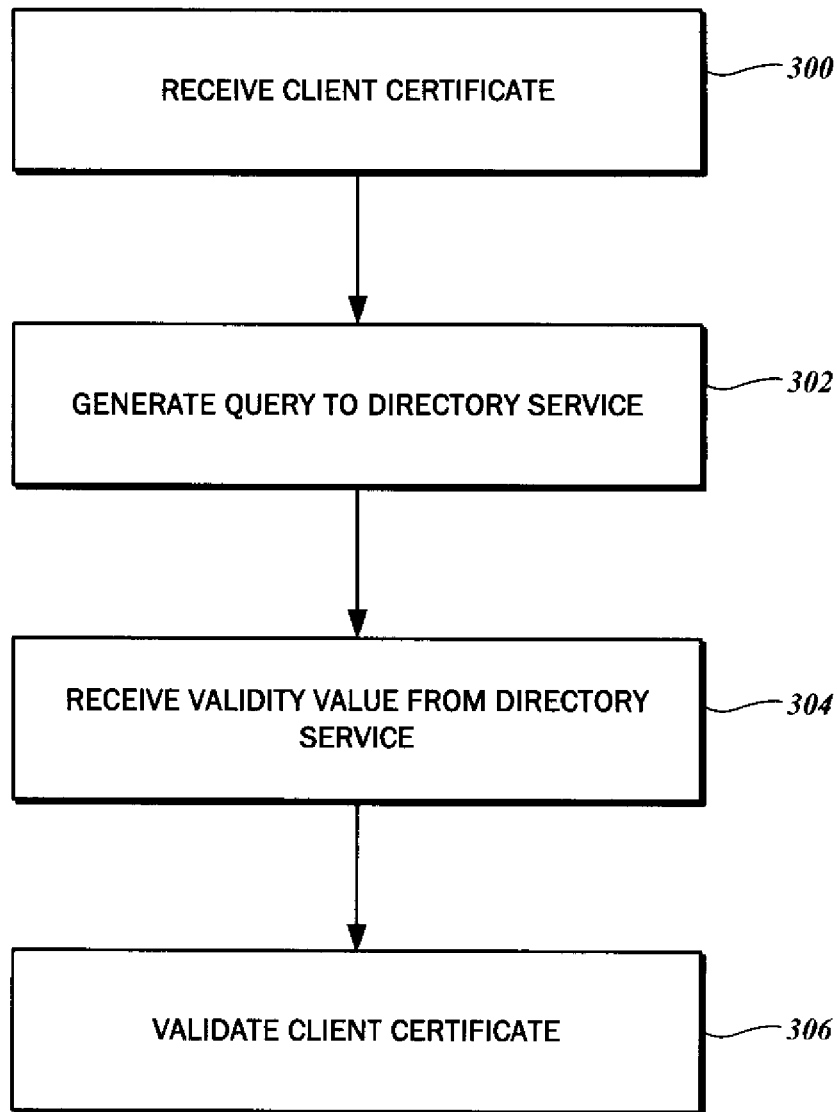 RECEIVE CLIENT CERTIFICATE
300
GENERATE QUERY TO DIRECTORY SERVICE
302
RECEIVE VALIDITY VALUE FROM DIRECTORY
SERVICE
304
VALIDATE CLIENT CERTIFICATE
306